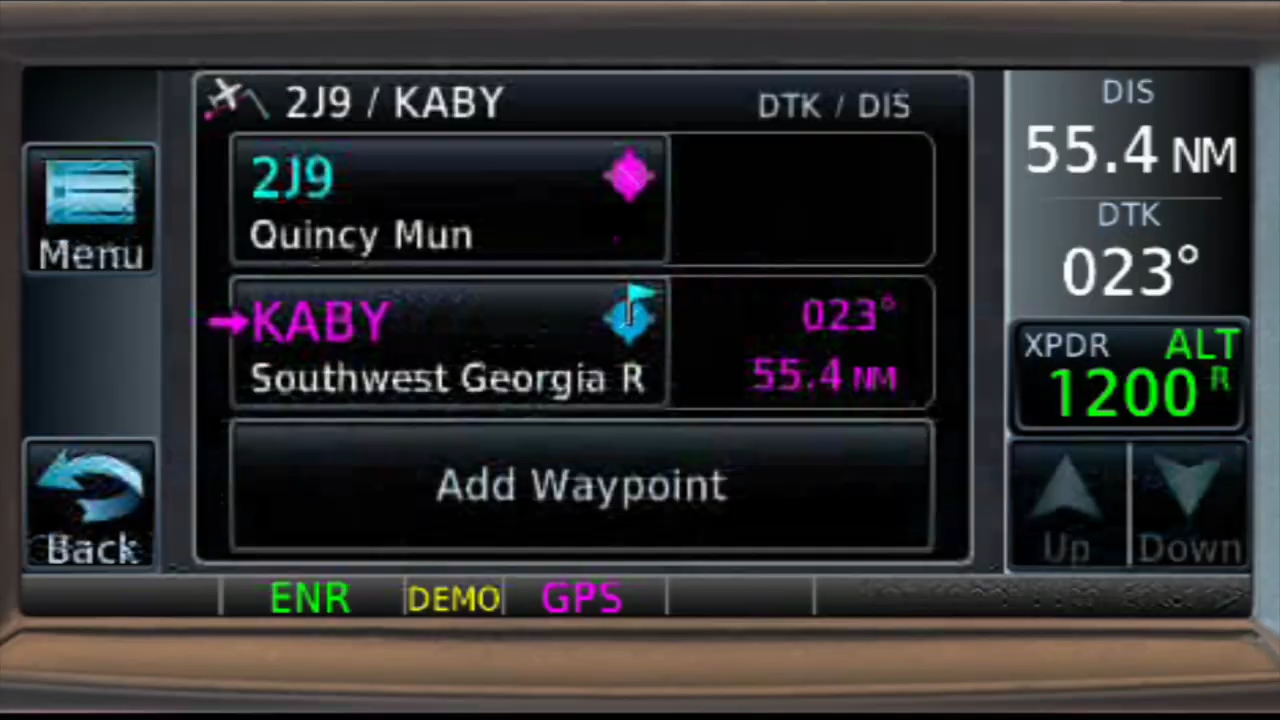 2J9 / KABY
DTK / DIS
2J9
Quincy Mun
KABY
Southwest Georgia R
023°
55.4 NM
Add Waypoint
Menu
Back
DIS
55.4 NM
DTK
023°
XPDR ALT
1200 R
Up
Down
ENR
DEMO
GPS